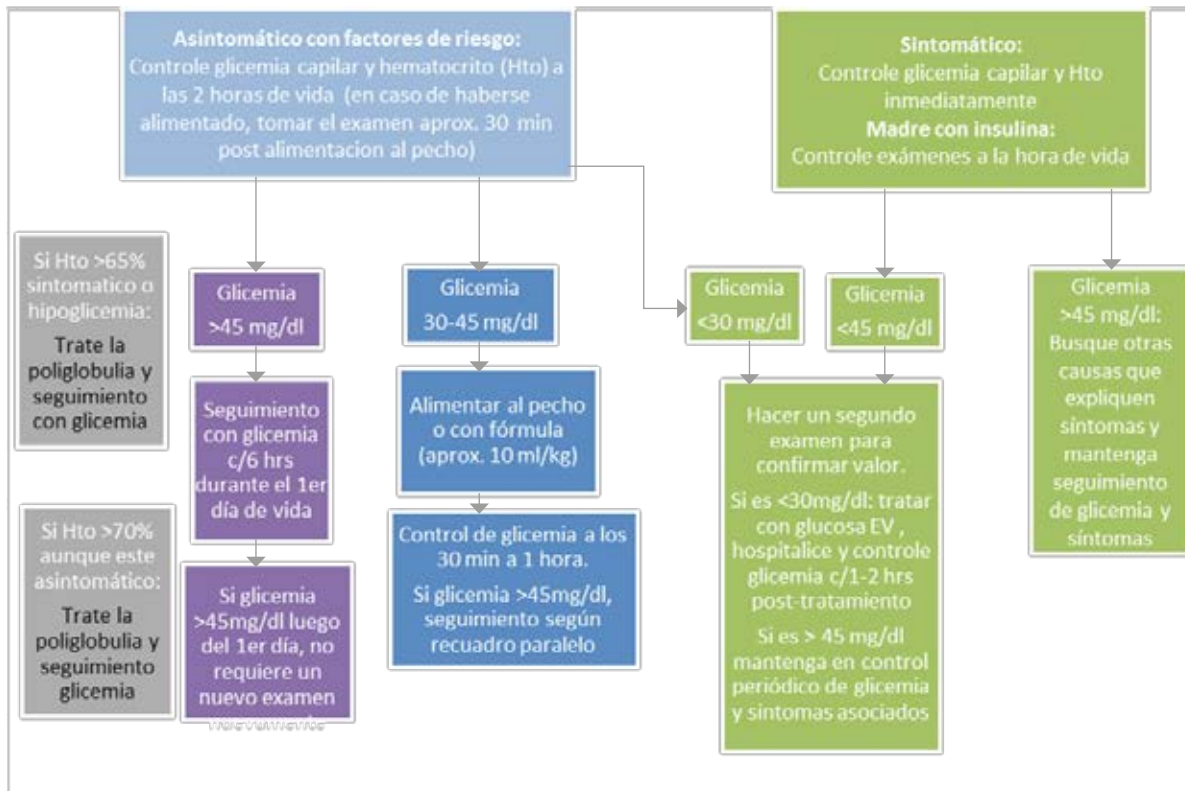 Asintomático con factores de riesgo:
Controle glicemia capilar y hematocrito (Hto) a
las 2 horas de vida (en caso de haberse
alimentado, tomar el examen aprox. 30 min
post alimentacion al pecho)
Sintomático:
Controle glicemia capilar y Hto
inmediatamente
Madre con insulina:
Controle exámenes a la hora de vida
Si Hto >65%
sintomatico o
hipoglicemia:
Trate la
poliglobulia y
seguimiento
con glicemia
Si Hto >70%
aunque este
asintomático:
Trate la
poliglobulia y
seguimiento
glicemia
Glicemia
>45 mg/dl
Seguimiento
con glicemia
c/6 hrs
durante el 1er
día de vida
Si glicemia
>45mg/dl luego
del 1er día, no
requiere un
nuevo examen
Glicemia
30-45 mg/dl
Alimentar al pecho
o con fórmula
(aprox. 10 ml/kg)
Control de glicemia a los
30 min a 1 hora.
Si glicemia >45mg/dl,
seguimiento según
recuadro paralelo
Glicemia
<30 mg/dl
Glicemia
<45 mg/dl
Hacer un segundo
examen para
confirmar valor.
Si es <30mg/dl: tratar
con glucosa EV ,
hospitalice y controle
glicemia c/1-2 hrs
post-tratamiento
Si es > 45 mg/dl
mantenga en control
periódico de glicemia
y sintomas asociados
Glicemia
>45 mg/dl:
Busque otras
causas que
expliquen
síntomas y
mantenga
seguimiento
de glicemia y
síntomas